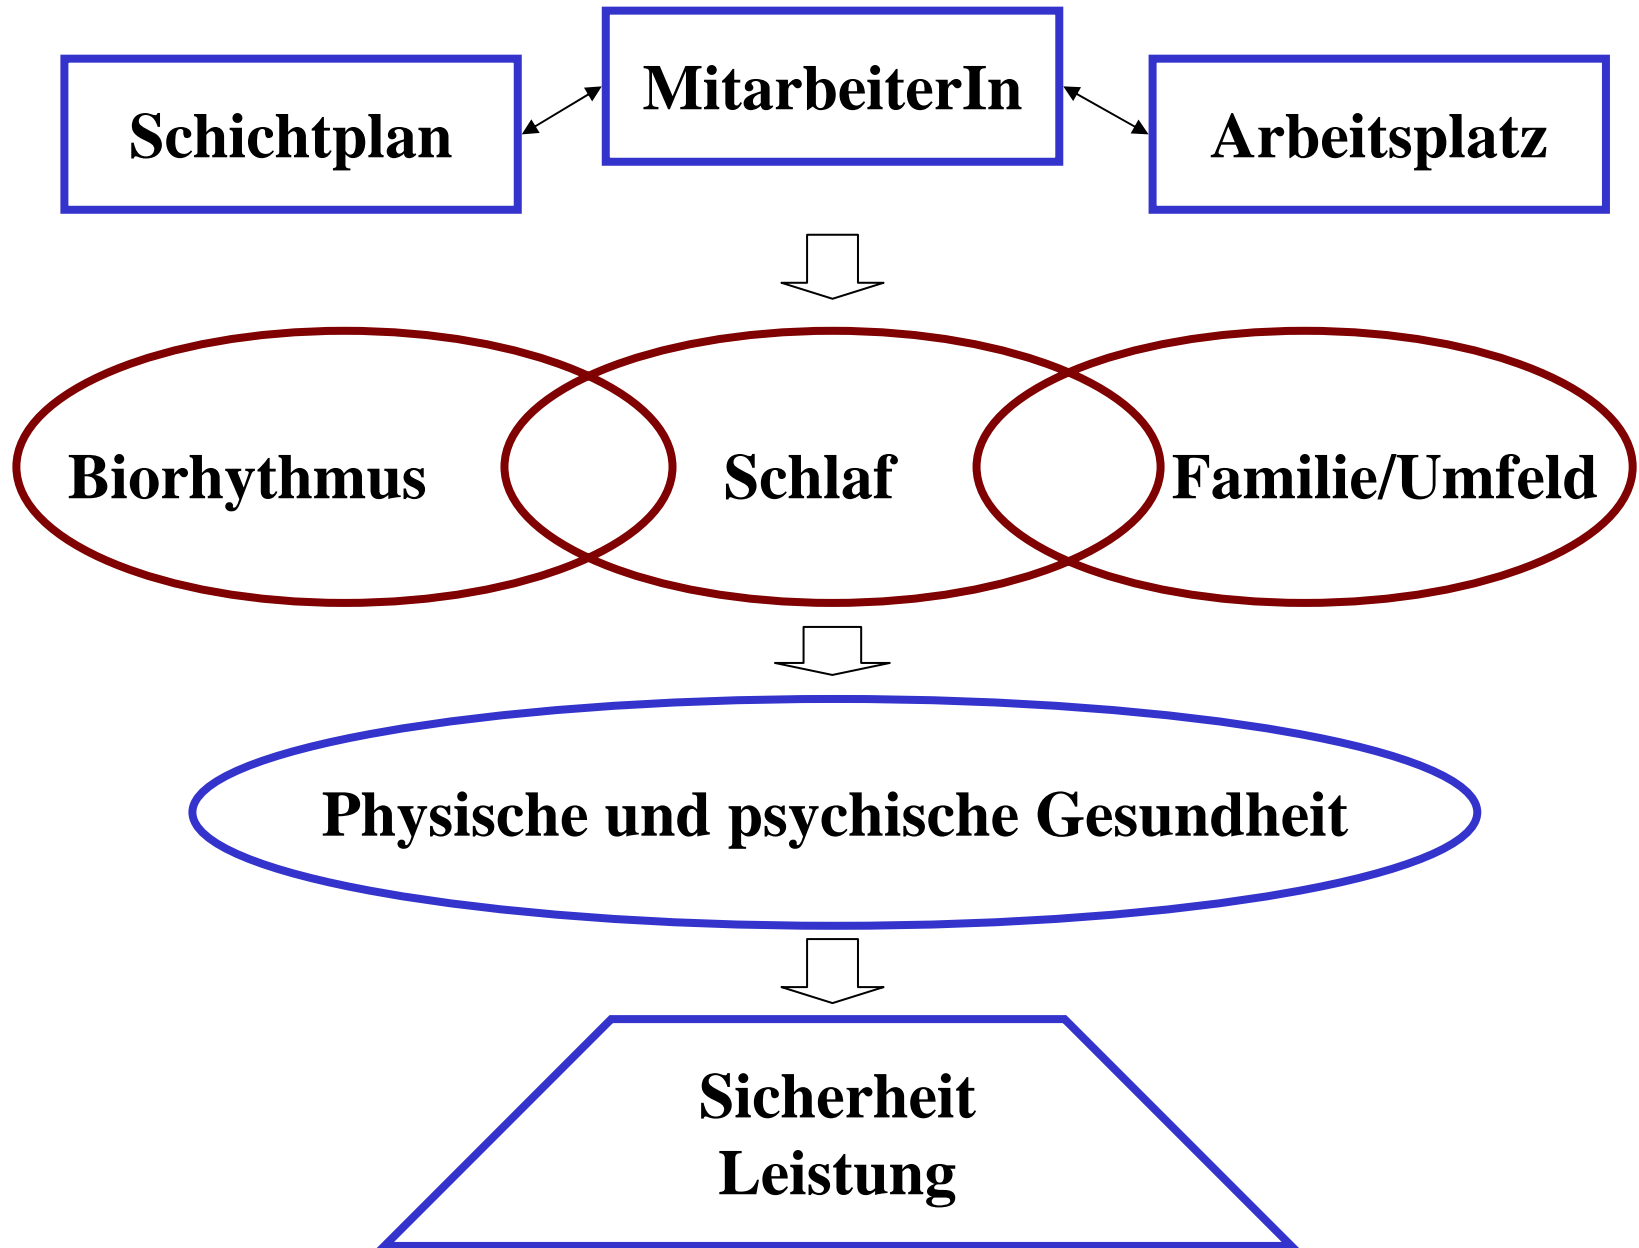 Schichtplan
MitarbeiterIn
Arbeitsplatz
Biorhythmus
Schlaf
Familie/Umfeld
Physische und psychische Gesundheit
Sicherheit
Leistung